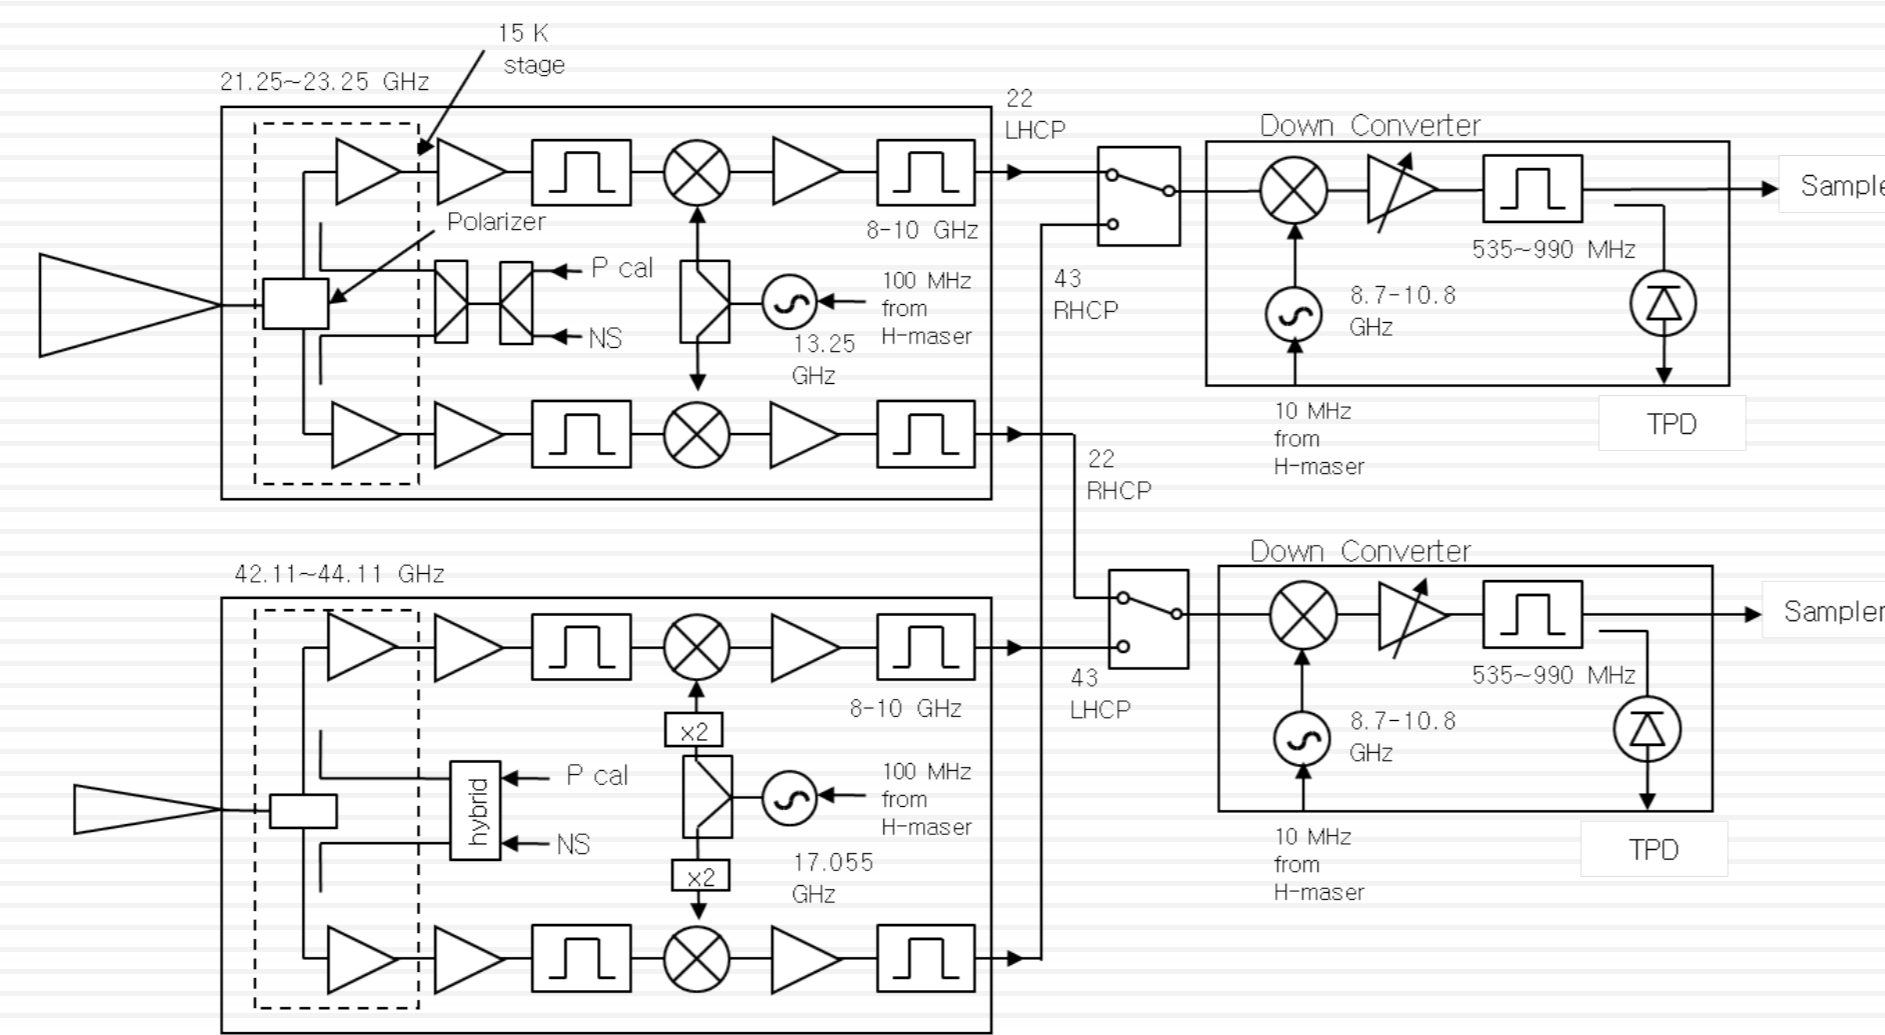 15 K
stage
21.25~23.25 GHz
22
LHCP
Down Converter
Polarizer
8-10 GHz
P cal
NS
100 MHz
from
H-maser
13.25
GHz
43
RHCP
535~990 MHz
8.7-10.8
GHz
10 MHz
from
H-maser
TPD
22
RHCP
42.11~44.11 GHz
Down Converter
Sampler
43
LHCP
8-10 GHz
x2
535~990 MHz
8.7-10.8
GHz
P cal
hybrid
NS
100 MHz
from
H-maser
17.055
GHz
x2
10 MHz
from
H-maser
TPD